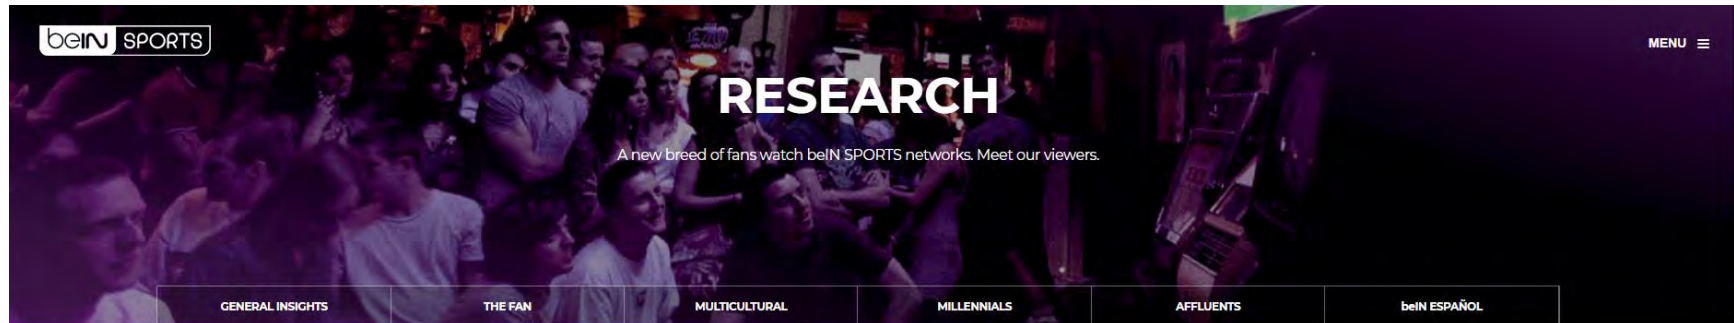 beIN SPORTS
MENU
RESEARCH
A new breed of fans watch beIN SPORTS networks. Meet our viewers.
GENERAL INSIGHTS
THE FAN
MULTICULTURAL
MILLENNIALS
AFFLUENTS
beIN ESPAÑOL